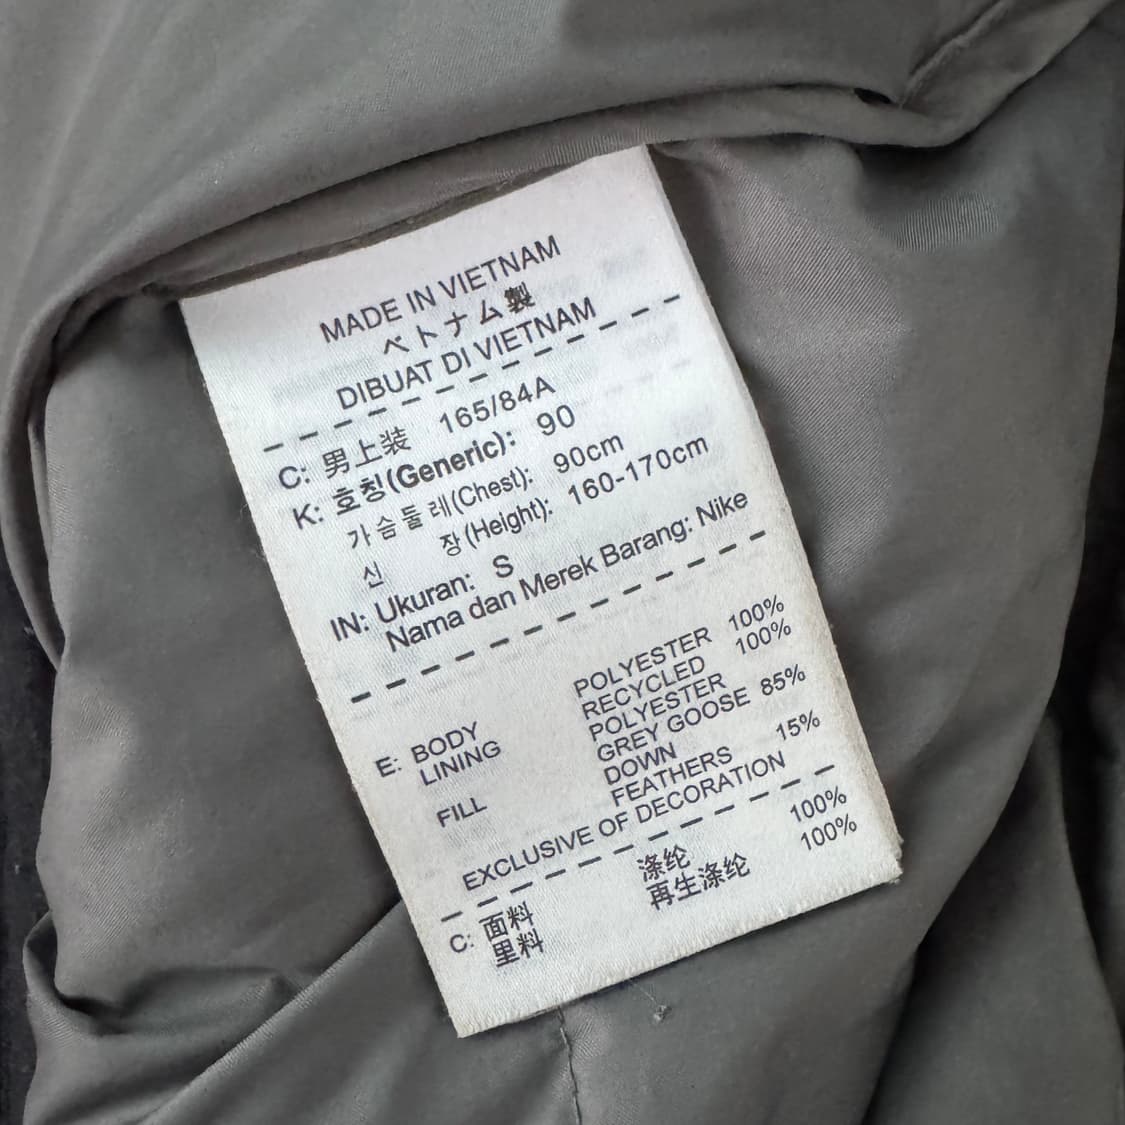 MADE IN VIETNAM
ベトナム製
DIBUAT DI VIETNAM
C: 男上装 165/84A
K: 호칭(Generic): 90
가슴둘레(Chest): 90cm
신 장(Height): 160-170cm
IN: Ukuran: S
Nama dan Merek Barang: Nike
E: BODY POLYESTER 100%
LINING RECYCLED 100%
POLYESTER
FILL GREY GOOSE 85%
DOWN
FEATHERS 15%
EXCLUSIVE OF DECORATION
C: 面料 涤纶 100%
里料 再生涤纶 100%